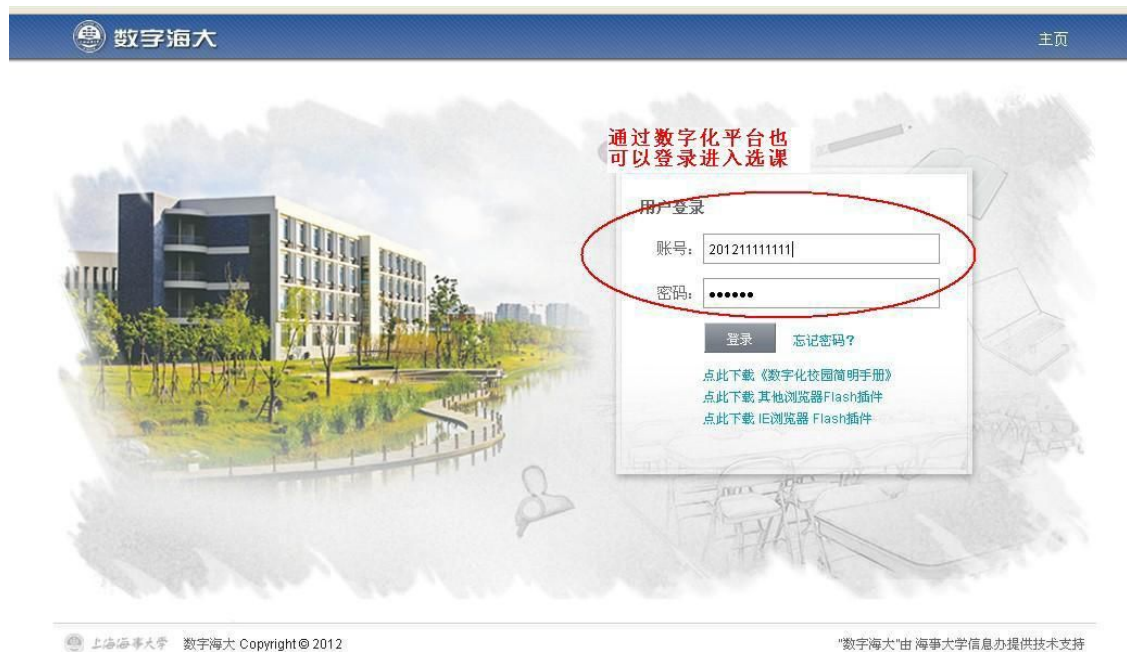 数字海大
主页
通过数字化平台也
可以登录进入选课
用户登录
账号：
201211111111
密码：
••••••
登录
忘记密码?
点此下载《数字化校园简明手册》
点此下载 其他浏览器Flash插件
点此下载 IE浏览器 Flash插件
上海海事大学 数字海大 Copyright © 2012
"数字海大"由 海事大学信息办提供技术支持